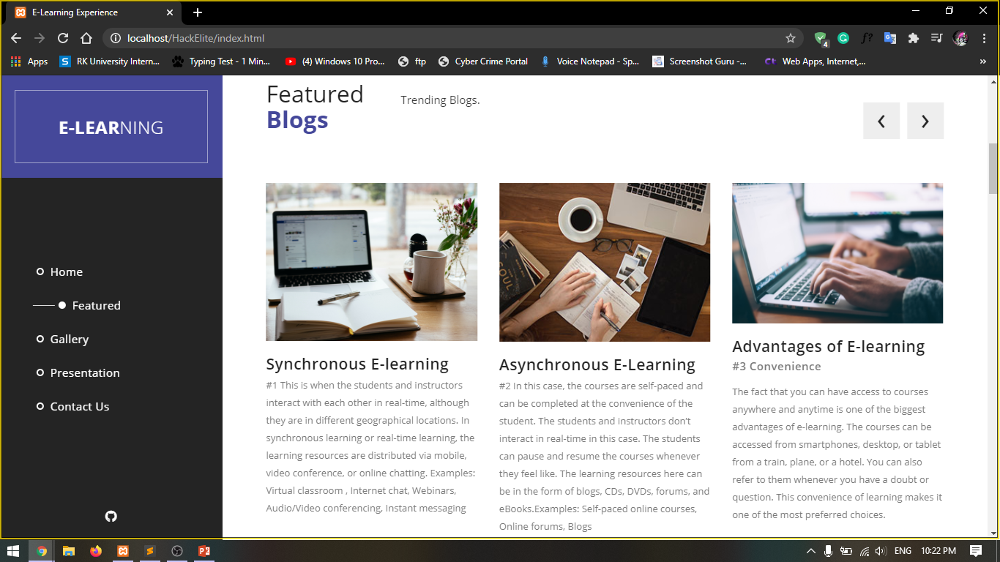 E-Learning Experience
localhost/HackElite/index.html
f?
4
Apps
RK University Intern...
Typing Test - 1 Min...
(4) Windows 10 Pro...
ftp
Cyber Crime Portal
Voice Notepad - Sp...
Screenshot Guru -...
Web Apps, Internet,...
»
E-LEARNING
Home
Featured
Gallery
Presentation
Contact Us
Featured
Blogs
Trending Blogs.
Synchronous E-learning
#1 This is when the students and instructors
interact with each other in real-time, although
they are in different geographical locations. In
synchronous learning or real-time learning, the
learning resources are distributed via mobile,
video conference, or online chatting. Examples:
Virtual classroom , Internet chat, Webinars,
Audio/Video conferencing, Instant messaging
Asynchronous E-Learning
#2 In this case, the courses are self-paced and
can be completed at the convenience of the
student. The students and instructors don’t
interact in real-time in this case. The students
can pause and resume the courses whenever
they feel like. The learning resources here can
be in the form of blogs, CDs, DVDs, forums, and
eBooks.Examples: Self-paced online courses,
Online forums, Blogs
Advantages of E-learning
#3 Convenience
The fact that you can have access to courses
anywhere and anytime is one of the biggest
advantages of e-learning. The courses can be
accessed from smartphones, desktop, or tablet
from a train, plane, or a hotel. You can also
refer to them whenever you have a doubt or
question. This convenience of learning makes it
one of the most preferred choices.
ENG
10:22 PM